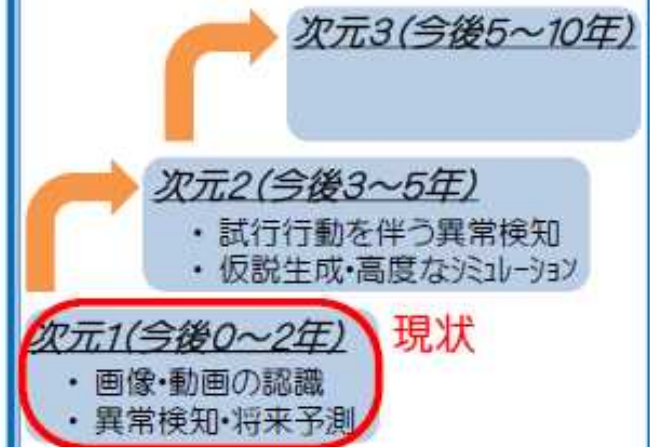 次元3(今後5～10年)
次元2(今後3～5年)
・ 試行行動を伴う異常検知
・ 仮説生成・高度なｼﾐｭﾚｰｼｮﾝ
次元1(今後0～2年)
現状
・ 画像・動画の認識
・ 異常検知・将来予測